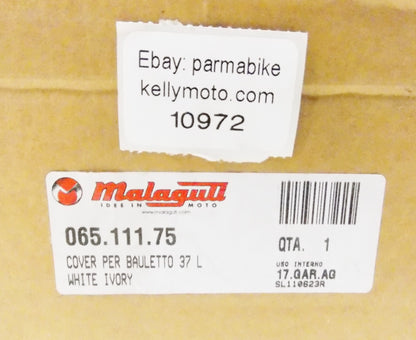 Ebay: parmabike
kellymoto.com
10972
Malaguti
IDEE IN MOTO
www.malaguti.com
065.111.75
QTA. 1
COVER PER BAULETTO 37 L
WHITE IVORY
USO INTERNO
17.GAR.AG
SL110623R